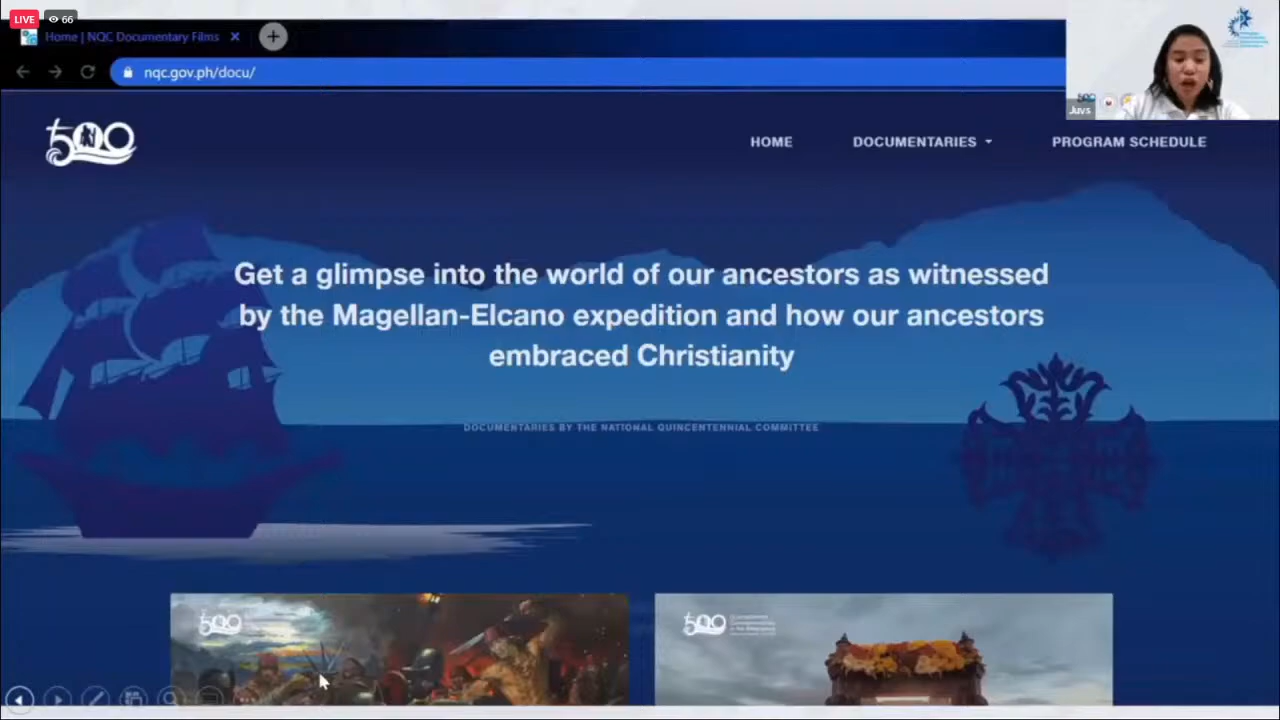 LIVE
66
Home | NQC Documentary Films
nqc.gov.ph/docu/
Juvs
500
HOME
DOCUMENTARIES
PROGRAM SCHEDULE
Get a glimpse into the world of our ancestors as witnessed
by the Magellan-Elcano expedition and how our ancestors
embraced Christianity
DOCUMENTARIES BY THE NATIONAL QUINCENTENNIAL COMMITTEE
500
500